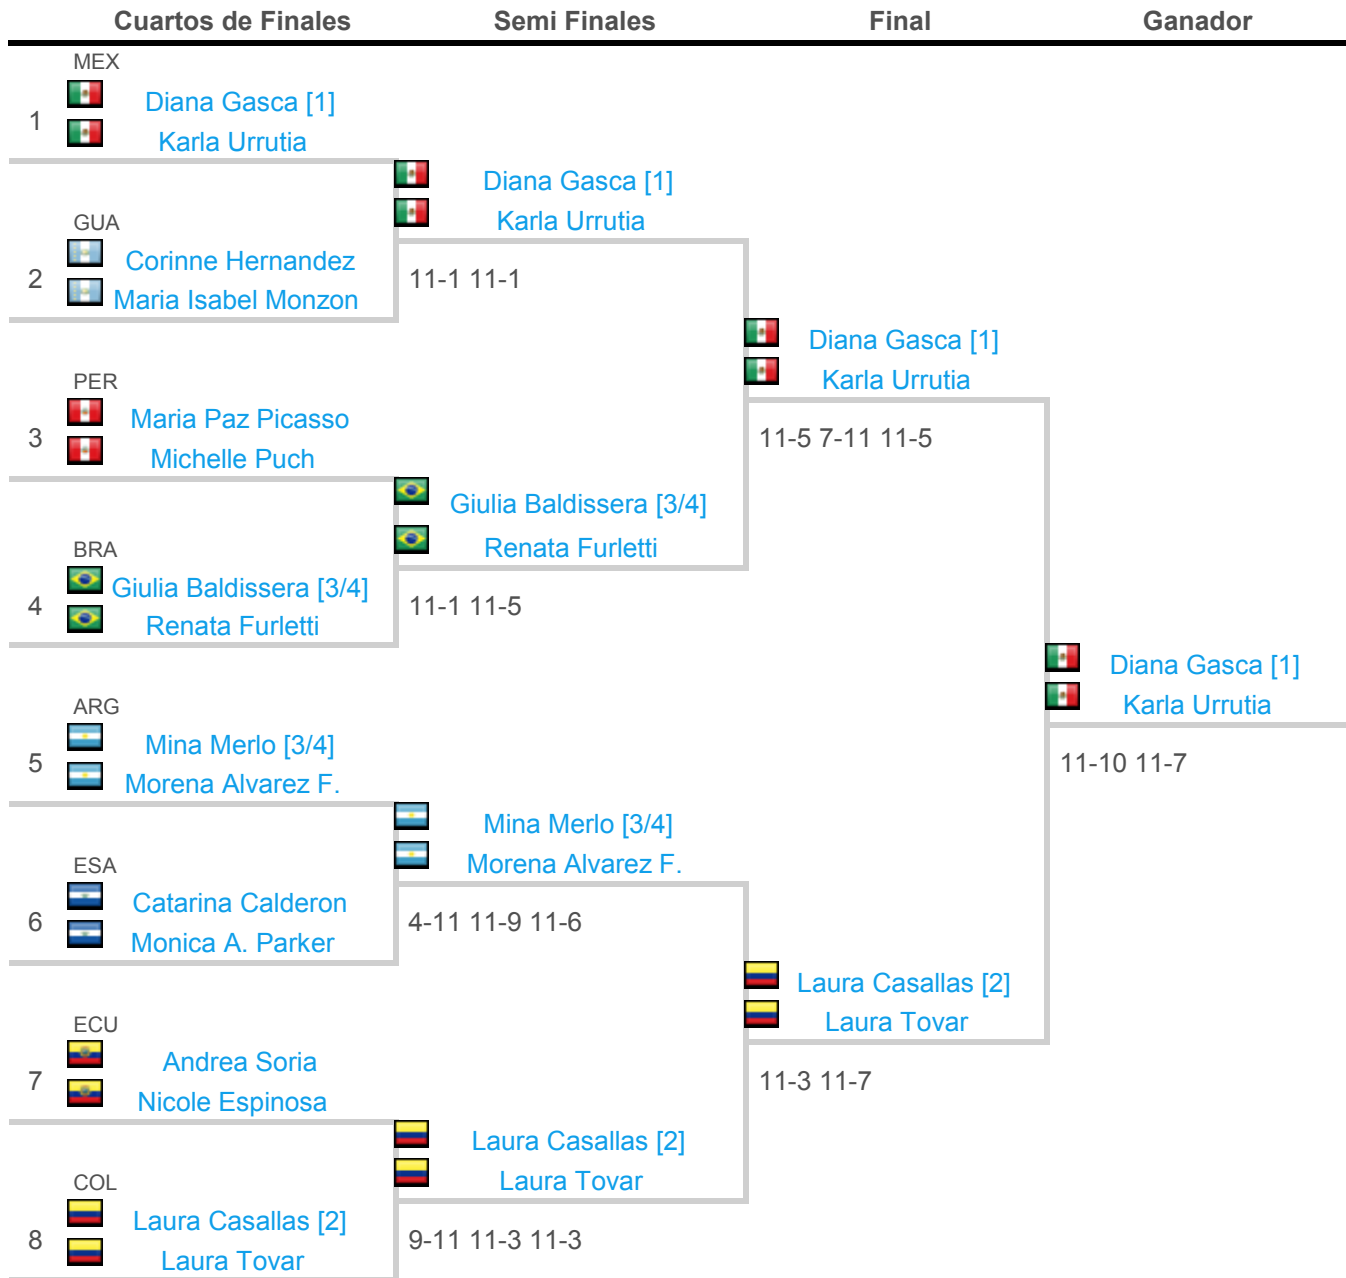 Cuartos de Finales Semi Finales Final Ganador
MEX
1
Diana Gasca [1]
Karla Urrutia
Diana Gasca [1]
Karla Urrutia
GUA
2
Corinne Hernandez
Maria Isabel Monzon
11-1 11-1
Diana Gasca [1]
Karla Urrutia
PER
3
Maria Paz Picasso
Michelle Puch
11-5 7-11 11-5
Giulia Baldissera [3/4]
Renata Furletti
BRA
4
Giulia Baldissera [3/4]
Renata Furletti
11-1 11-5
Diana Gasca [1]
Karla Urrutia
ARG
5
Mina Merlo [3/4]
Morena Alvarez F.
11-10 11-7
Mina Merlo [3/4]
Morena Alvarez F.
ESA
6
Catarina Calderon
Monica A. Parker
4-11 11-9 11-6
Laura Casallas [2]
Laura Tovar
ECU
7
Andrea Soria
Nicole Espinosa
11-3 11-7
Laura Casallas [2]
Laura Tovar
COL
8
Laura Casallas [2]
Laura Tovar
9-11 11-3 11-3